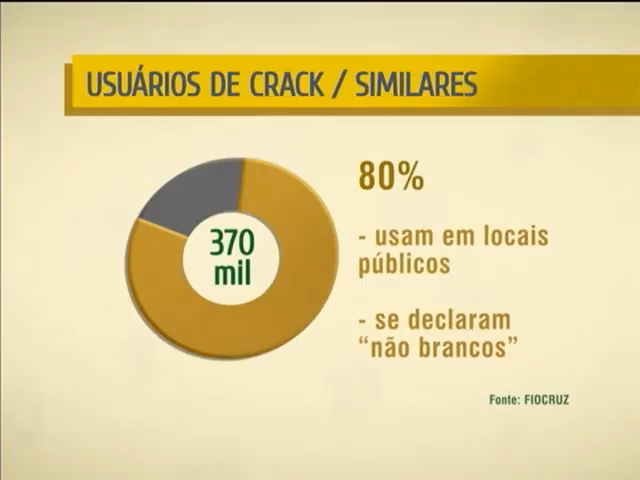 USUÁRIOS DE CRACK / SIMILARES
370
mil
80%
- usam em locais
públicos
- se declaram
“não brancos”
Fonte: FIOCRUZ